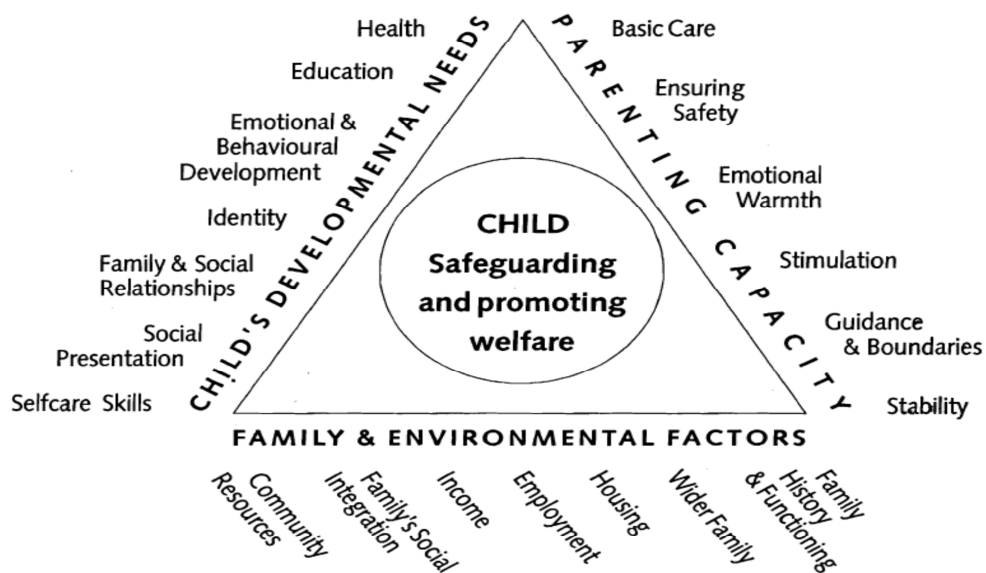 Health
Education
Emotional &
Behavioural
Development
Identity
Family & Social
Relationships
Social
Presentation
Selfcare Skills
CHILD'S DEVELOPMENTAL NEEDS
PARENTING CAPACITY
Basic Care
Ensuring
Safety
Emotional
Warmth
Stimulation
Guidance
& Boundaries
Stability
CHILD
Safeguarding
and promoting
welfare
FAMILY & ENVIRONMENTAL FACTORS
Community
Resources
Family's Social
Integration
Income
Employment
Housing
Wider Family
Family
History
& Functioning